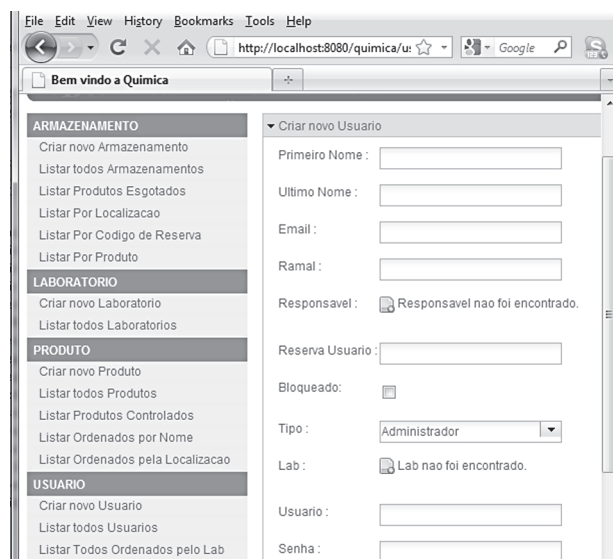 File Edit View History Bookmarks Tools Help
http://localhost:8080/quimica/u
Google
Bem vindo a Quimica
ARMAZENAMENTO
Criar novo Armazenamento
Listar todos Armazenamentos
Listar Produtos Esgotados
Listar Por Localizacao
Listar Por Codigo de Reserva
Listar Por Produto
LABORATORIO
Criar novo Laboratorio
Listar todos Laboratorios
PRODUTO
Criar novo Produto
Listar todos Produtos
Listar Produtos Controlados
Listar Ordenados por Nome
Listar Ordenados pela Localizacao
USUARIO
Criar novo Usuario
Listar todos Usuarios
Listar Todos Ordenados pelo Lab
Criar novo Usuario
Primeiro Nome :
Ultimo Nome :
Email :
Ramal :
Responsavel : Responsavel nao foi encontrado.
Reserva Usuario :
Bloqueado:
Tipo : Administrador
Lab : Lab nao foi encontrado.
Usuario :
Senha :